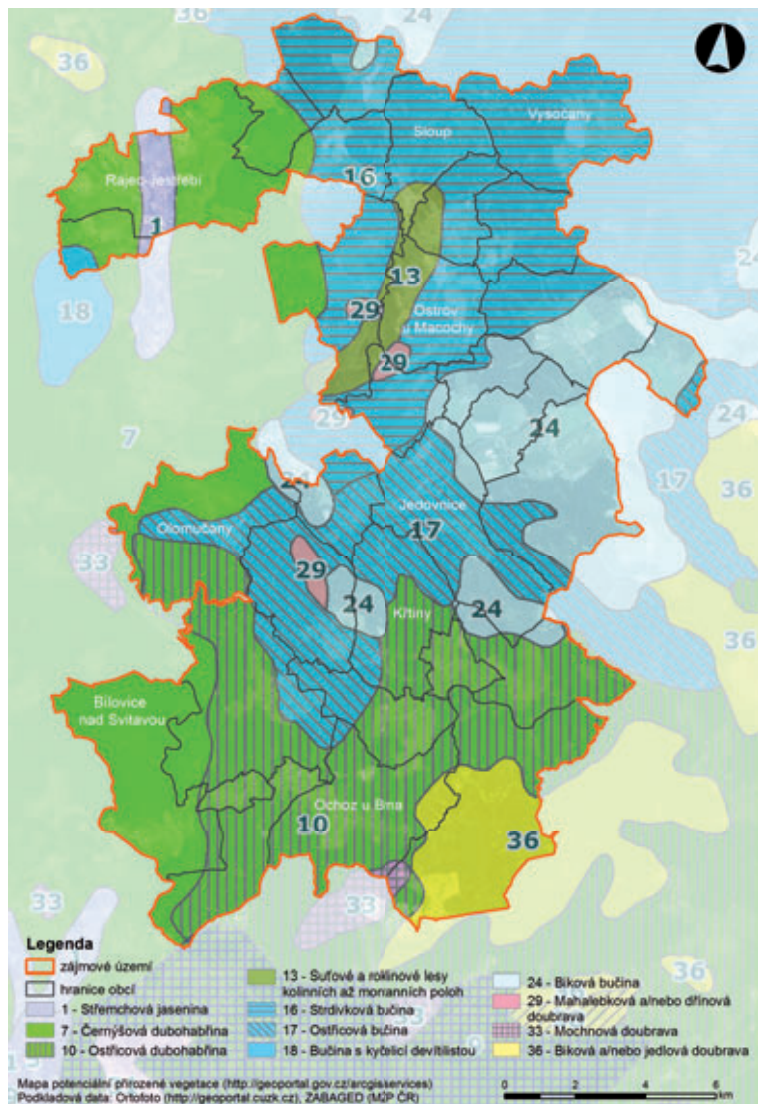 36
36
Vysočany
Sloup
16
Rájec-Jestřebí
1
24
13
18
29
Ostrov
u Macochy
29
29
24
24
7
17
36
24
Jedovnice
17
Olomučany
33
29
24
Křtiny
24
36
Bílovice
nad Svitavou
Ochoz u Brna
10
36
33
33
36
Legenda
zájmové území
hranice obcí
1 - Střemchová jasenina
7 - Černýšová dubohabřina
10 - Ostřicová dubohabřina
13 - Suťové a roklinové lesy
kolinních až montanních poloh
16 - Strdivková bučina
17 - Ostřicová bučina
18 - Bučina s kyčelicí devítilistou
24 - Biková bučina
29 - Mahalebková a/nebo dřínová
doubrava
33 - Mochnová doubrava
36 - Biková a/nebo jedlová doubrava
Mapa potenciální přirozené vegetace (http://geoportal.gov.cz/arcgisservices)
Podkladová data: Ortofoto (http://geoportal.cuzk.cz), ZABAGED (MŽP ČR)
0 2 4 6
km